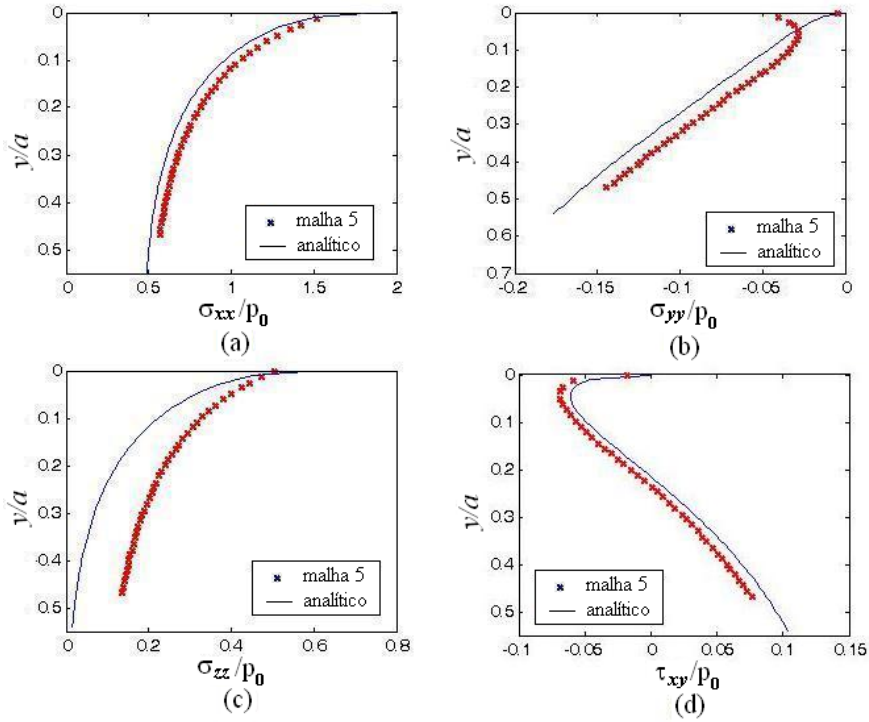 0
0.1
0.2
0.3
0.4
0.5
y/a
malha 5
analítico
0 0.5 1 1.5 2
σxx/p0
(a)
0
0.1
0.2
0.3
0.4
0.5
0.6
0.7
y/a
malha 5
analítico
-0.2 -0.15 -0.1 -0.05 0
σyy/p0
(b)
0
0.1
0.2
0.3
0.4
0.5
y/a
malha 5
analítico
0 0.2 0.4 0.6 0.8
σzz/p0
(c)
0
0.1
0.2
0.3
0.4
0.5
y/a
malha 5
analítico
-0.1 -0.05 0 0.05 0.1 0.15
τxy/p0
(d)